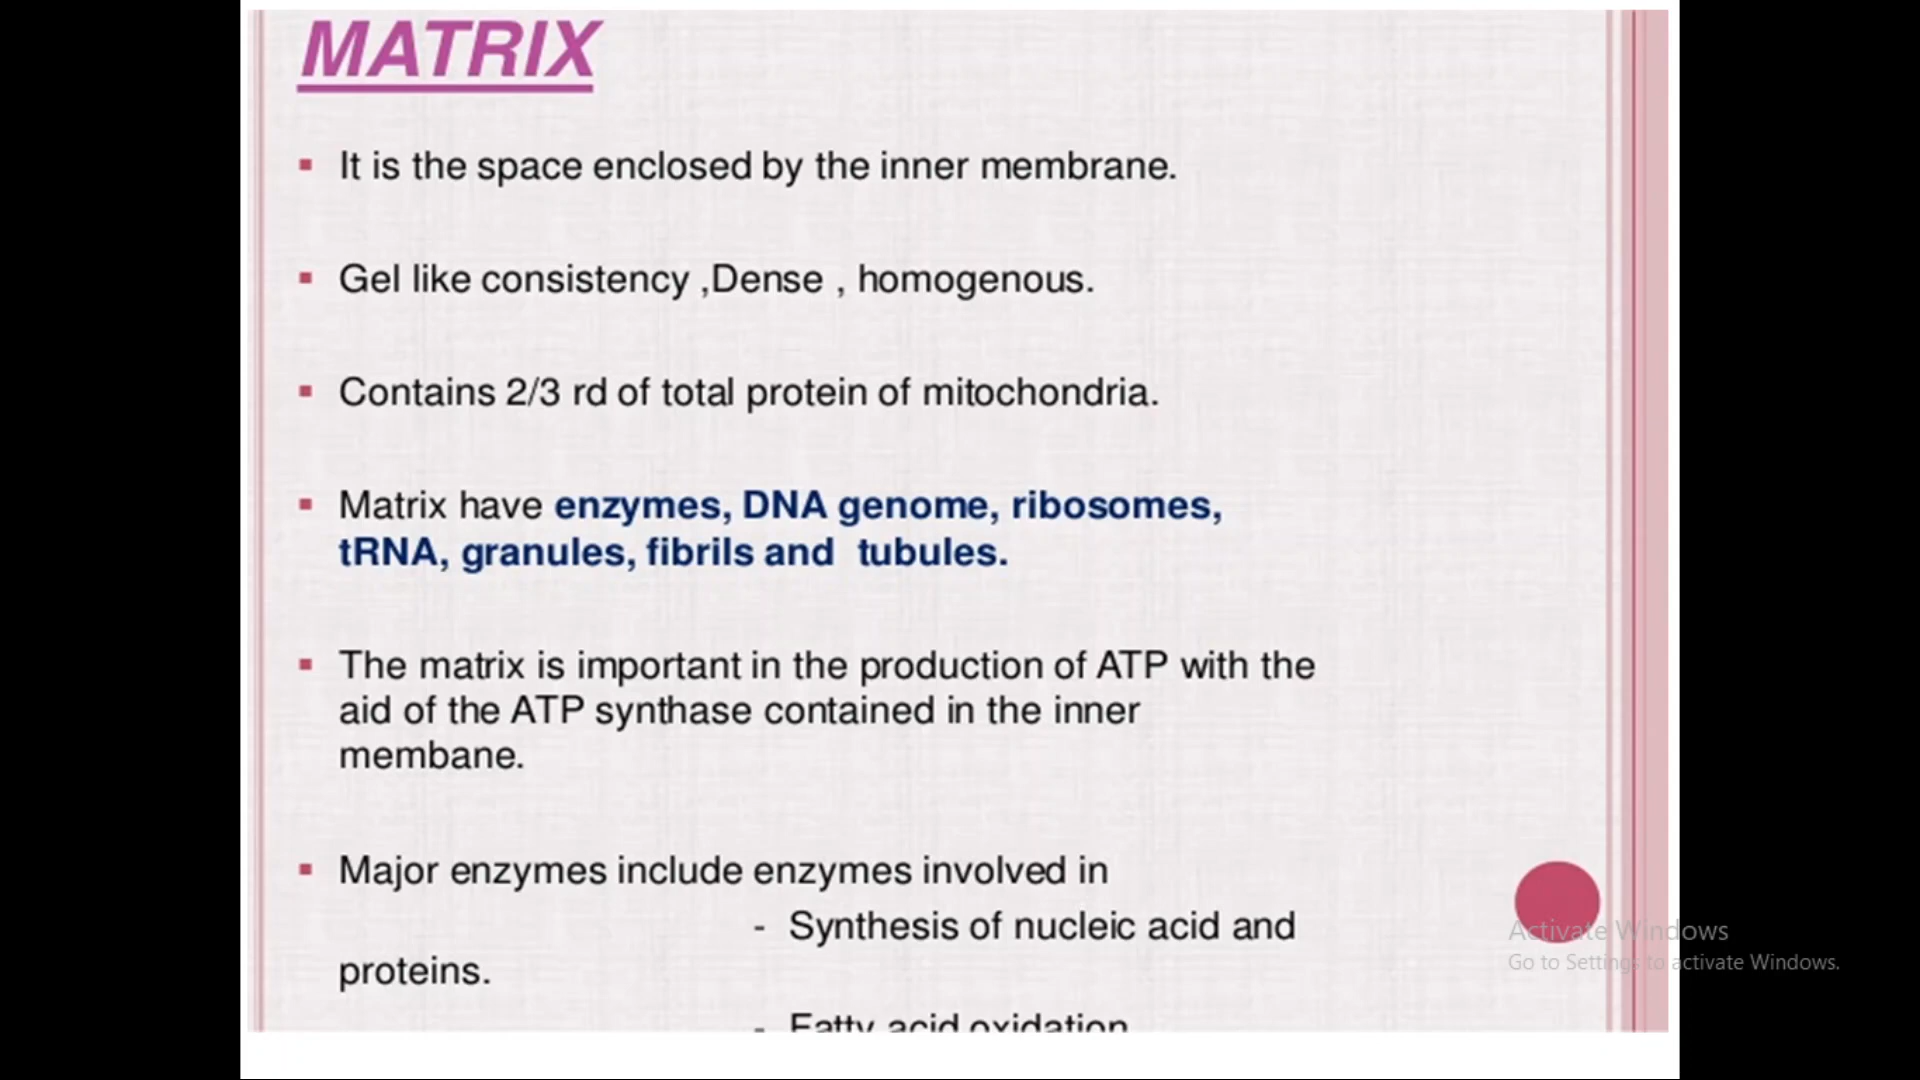 MATRIX
▪ It is the space enclosed by the inner membrane.
▪ Gel like consistency ,Dense , homogenous.
▪ Contains 2/3 rd of total protein of mitochondria.
▪ Matrix have enzymes, DNA genome, ribosomes,
tRNA, granules, fibrils and tubules.
▪ The matrix is important in the production of ATP with the
aid of the ATP synthase contained in the inner
membane.
▪ Major enzymes include enzymes involved in
- Synthesis of nucleic acid and
proteins.
- Fatty acid oxidation
Activate Windows
Go to Settings to activate Windows.